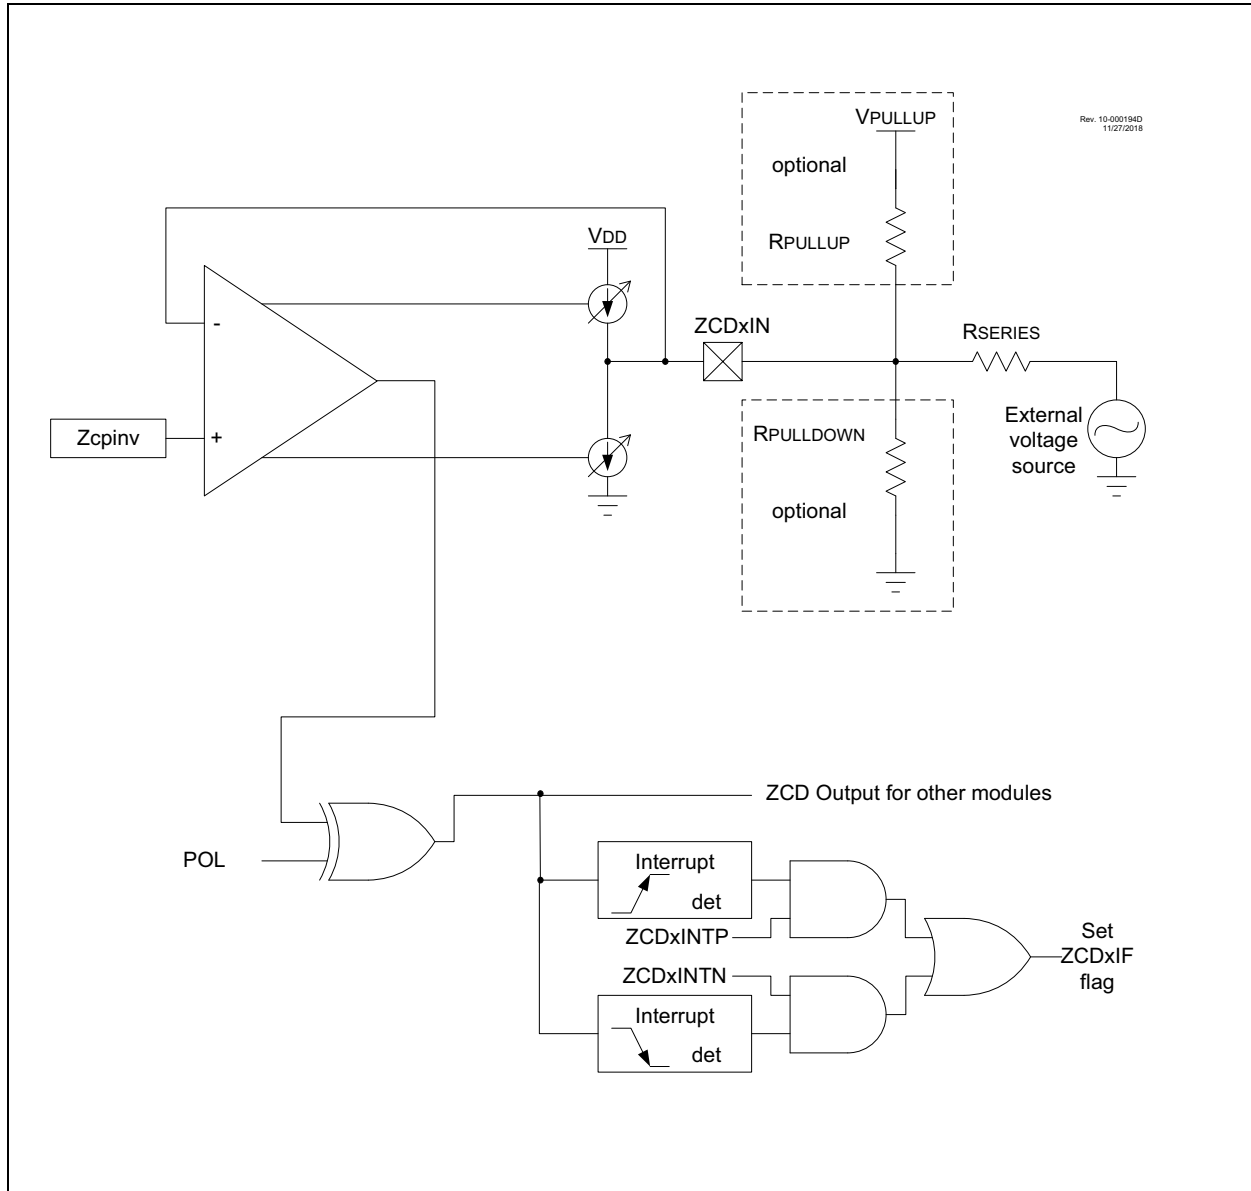 VPULLUP
Rev. 10-000194D
11/27/2018
optional
RPULLUP
VDD
-
ZCDxIN
RSERIES
Zcpinv
+
RPULLDOWN
External
voltage
source
optional
ZCD Output for other modules
POL
Interrupt
det
ZCDxINTP
ZCDxINTN
Set
ZCDxIF
flag
Interrupt
det